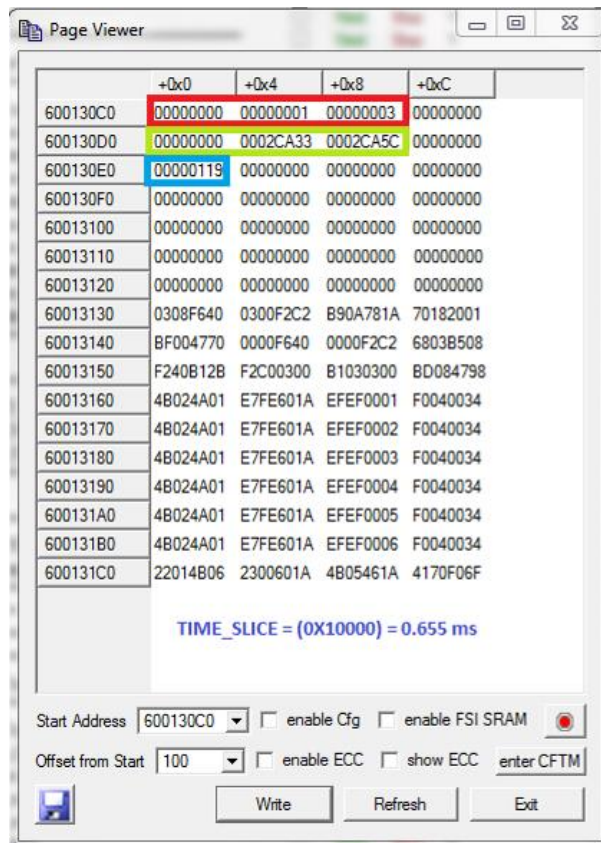 Page Viewer
+0x0 +0x4 +0x8 +0xC
600130C0 00000000 00000001 00000003 00000000
600130D0 00000000 0002CA33 0002CA5C 00000000
600130E0 00000119 00000000 00000000 00000000
600130F0 00000000 00000000 00000000 00000000
60013100 00000000 00000000 00000000 00000000
60013110 00000000 00000000 00000000 00000000
60013120 00000000 00000000 00000000 00000000
60013130 0308F640 0300F2C2 B90A781A 70182001
60013140 BF004770 0000F640 0000F2C2 6803B508
60013150 F240B12B F2C00300 B1030300 BD084798
60013160 4B024A01 E7FE601A EFEF0001 F0040034
60013170 4B024A01 E7FE601A EFEF0002 F0040034
60013180 4B024A01 E7FE601A EFEF0003 F0040034
60013190 4B024A01 E7FE601A EFEF0004 F0040034
600131A0 4B024A01 E7FE601A EFEF0005 F0040034
600131B0 4B024A01 E7FE601A EFEF0006 F0040034
600131C0 22014B06 2300601A 4B05461A 4170F06F
TIME_SLICE = (0X10000) = 0.655 ms
Start Address 600130C0 enable Cfg enable FSI SRAM
Offset from Start 100 enable ECC show ECC enter CFTM
Write Refresh Exit